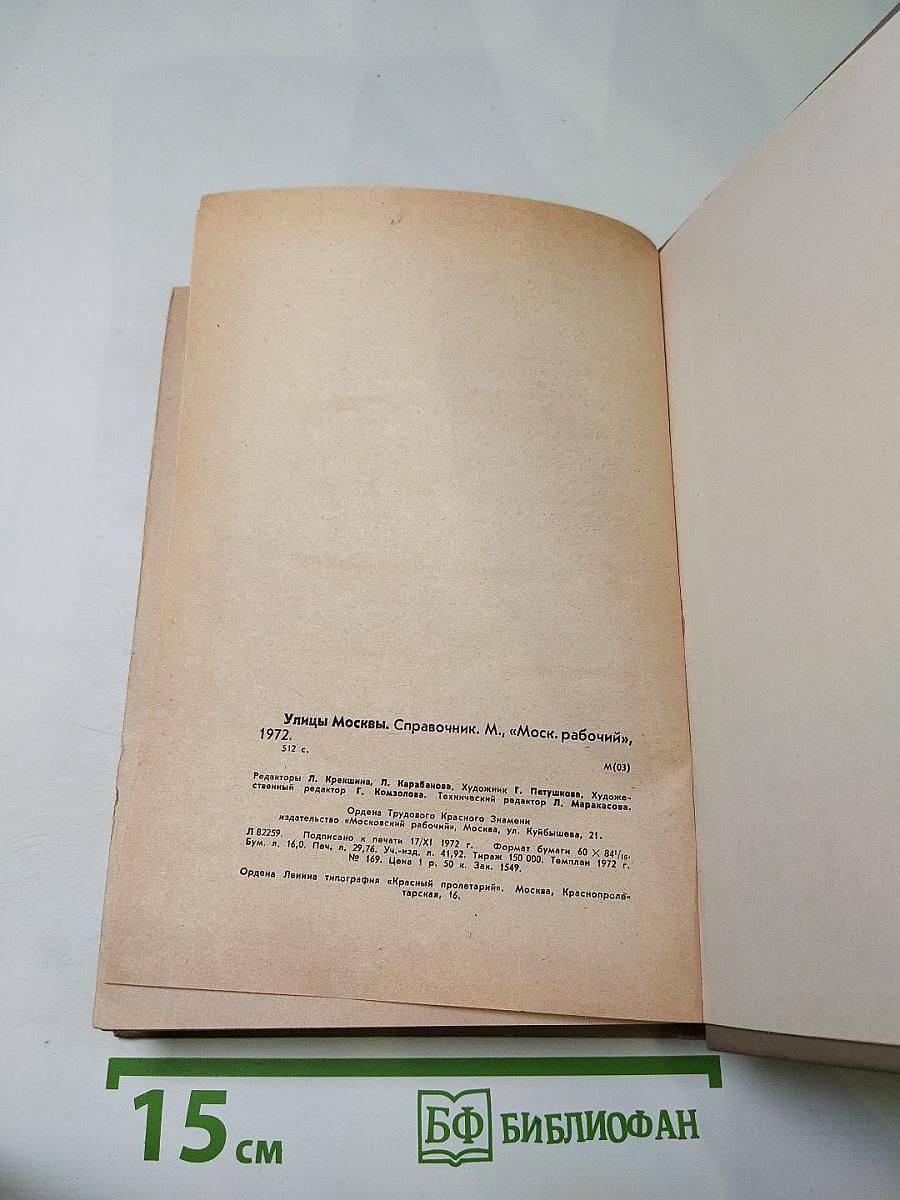 Улицы Москвы. Справочник. М., «Моск. рабочий»,
1972.
512 с.
М(03)
Редакторы Л. Крекшина, Л. Карабанова, Художник Г. Петушкова, Художе-
ственный редактор Г. Комзолова. Технический редактор Л. Маракасова.
Ордена Трудового Красного Знамени
издательство «Московский рабочий», Москва, ул. Куйбышева, 21.
Л 82259. Подписано к печати 17/XI 1972 г. Формат бумаги 60 × 84 1/16.
Бум. л. 16,0. Печ. л. 29,76. Уч.-изд. л. 41,92. Тираж 150 000. Темплан 1972 г.
№ 169. Цена 1 р. 50 к. Зак. 1549.
Ордена Ленина типография «Красный пролетарий». Москва, Краснопроле-
тарская, 16.
15 см
БФ БИБЛИОФАН